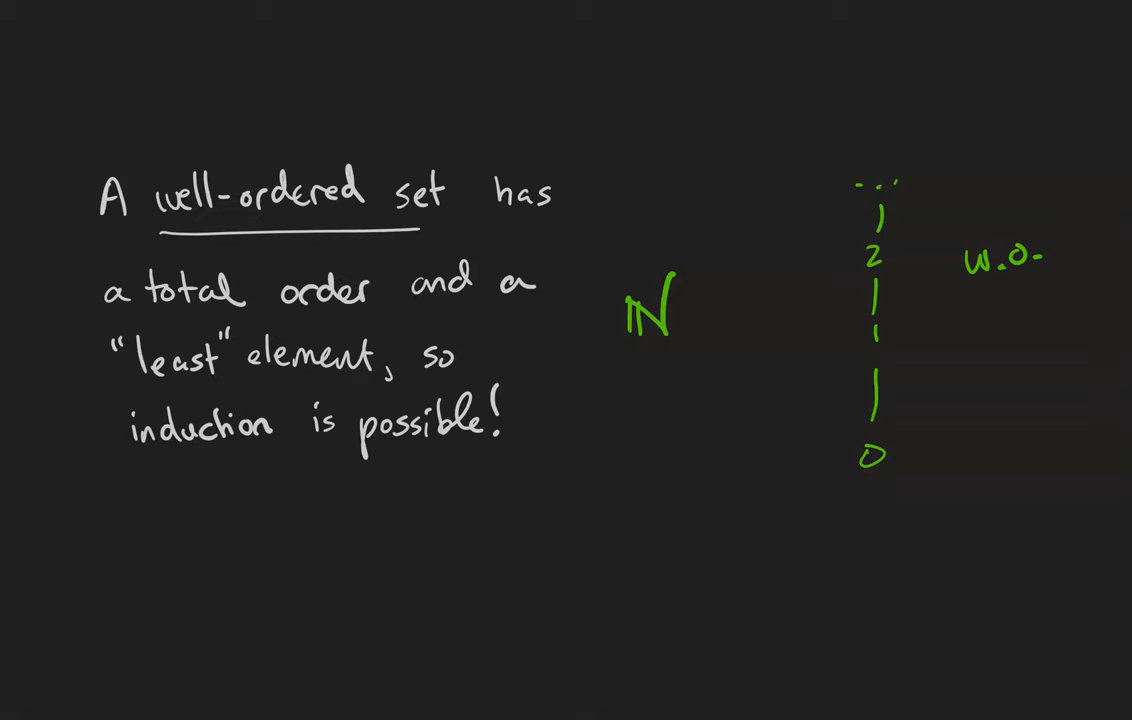 A well-ordered set has
a total order and a
"least" element, so
induction is possible!
ℕ
...
2
1
0
w.o.